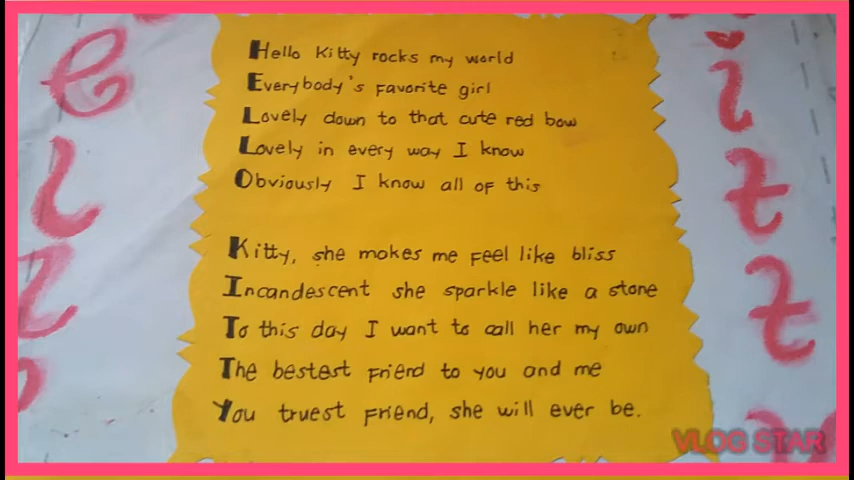 Hello Kitty rocks my world
Everybody's favorite girl
Lovely down to that cute red bow
Lovely in every way I know
Obviously I know all of this
Kitty, she makes me feel like bliss
Incandescent she sparkle like a stone
To this day I want to call her my own
The bestest friend to you and me
You truest friend, she will ever be.
e
l
l
i
t
t
VLOG STAR